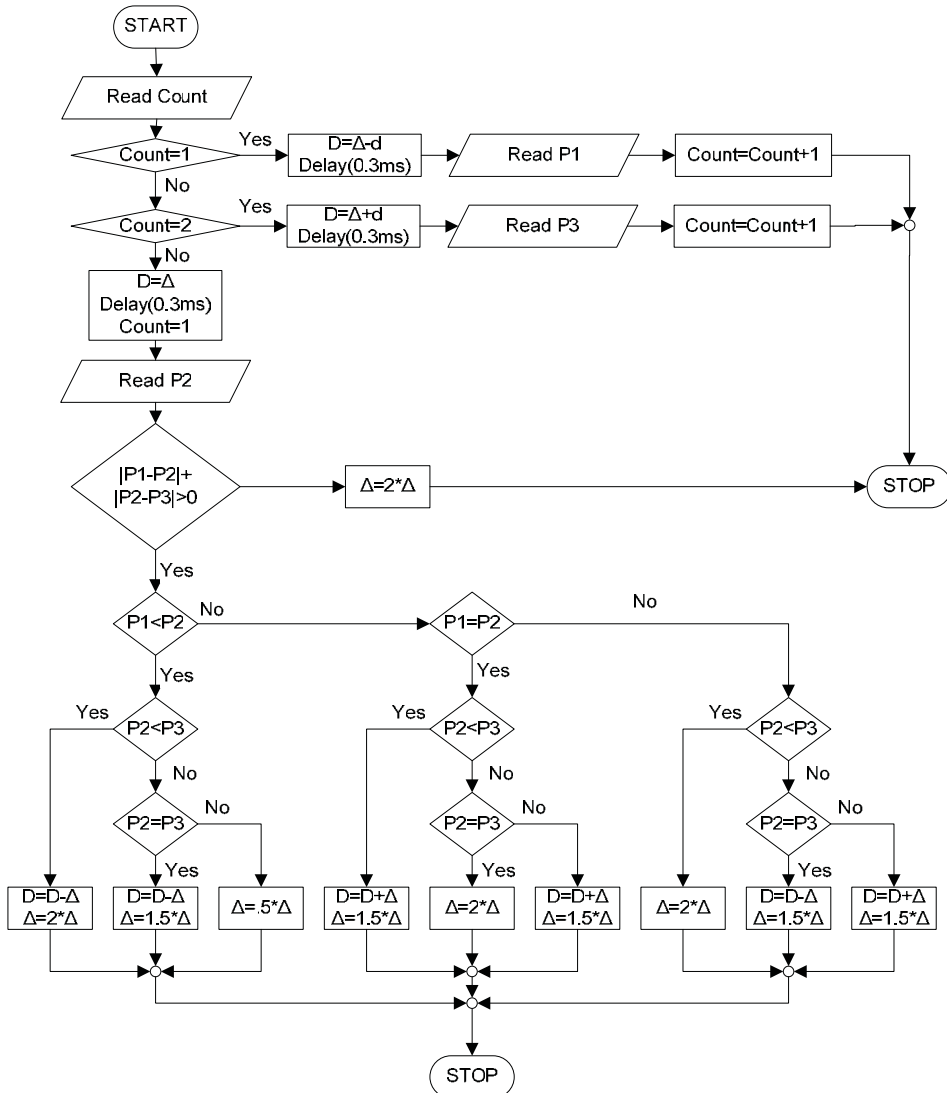 START
Read Count
Count=1
Yes
D=Δ-d
Delay(0.3ms)
Read P1
Count=Count+1
No
Count=2
Yes
D=Δ+d
Delay(0.3ms)
Read P3
Count=Count+1
No
D=Δ
Delay(0.3ms)
Count=1
Read P2
|P1-P2|+
|P2-P3|>0
Δ=2*Δ
STOP
Yes
P1<P2
No
P1=P2
No
Yes
Yes
Yes
P2<P3
Yes
P2<P3
Yes
P2<P3
No
No
No
P2=P3
No
P2=P3
No
P2=P3
No
Yes
Yes
Yes
D=D-Δ
Δ=2*Δ
D=D-Δ
Δ=1.5*Δ
Δ=.5*Δ
D=D+Δ
Δ=1.5*Δ
Δ=2*Δ
D=D+Δ
Δ=1.5*Δ
Δ=2*Δ
D=D-Δ
Δ=1.5*Δ
D=D+Δ
Δ=1.5*Δ
STOP